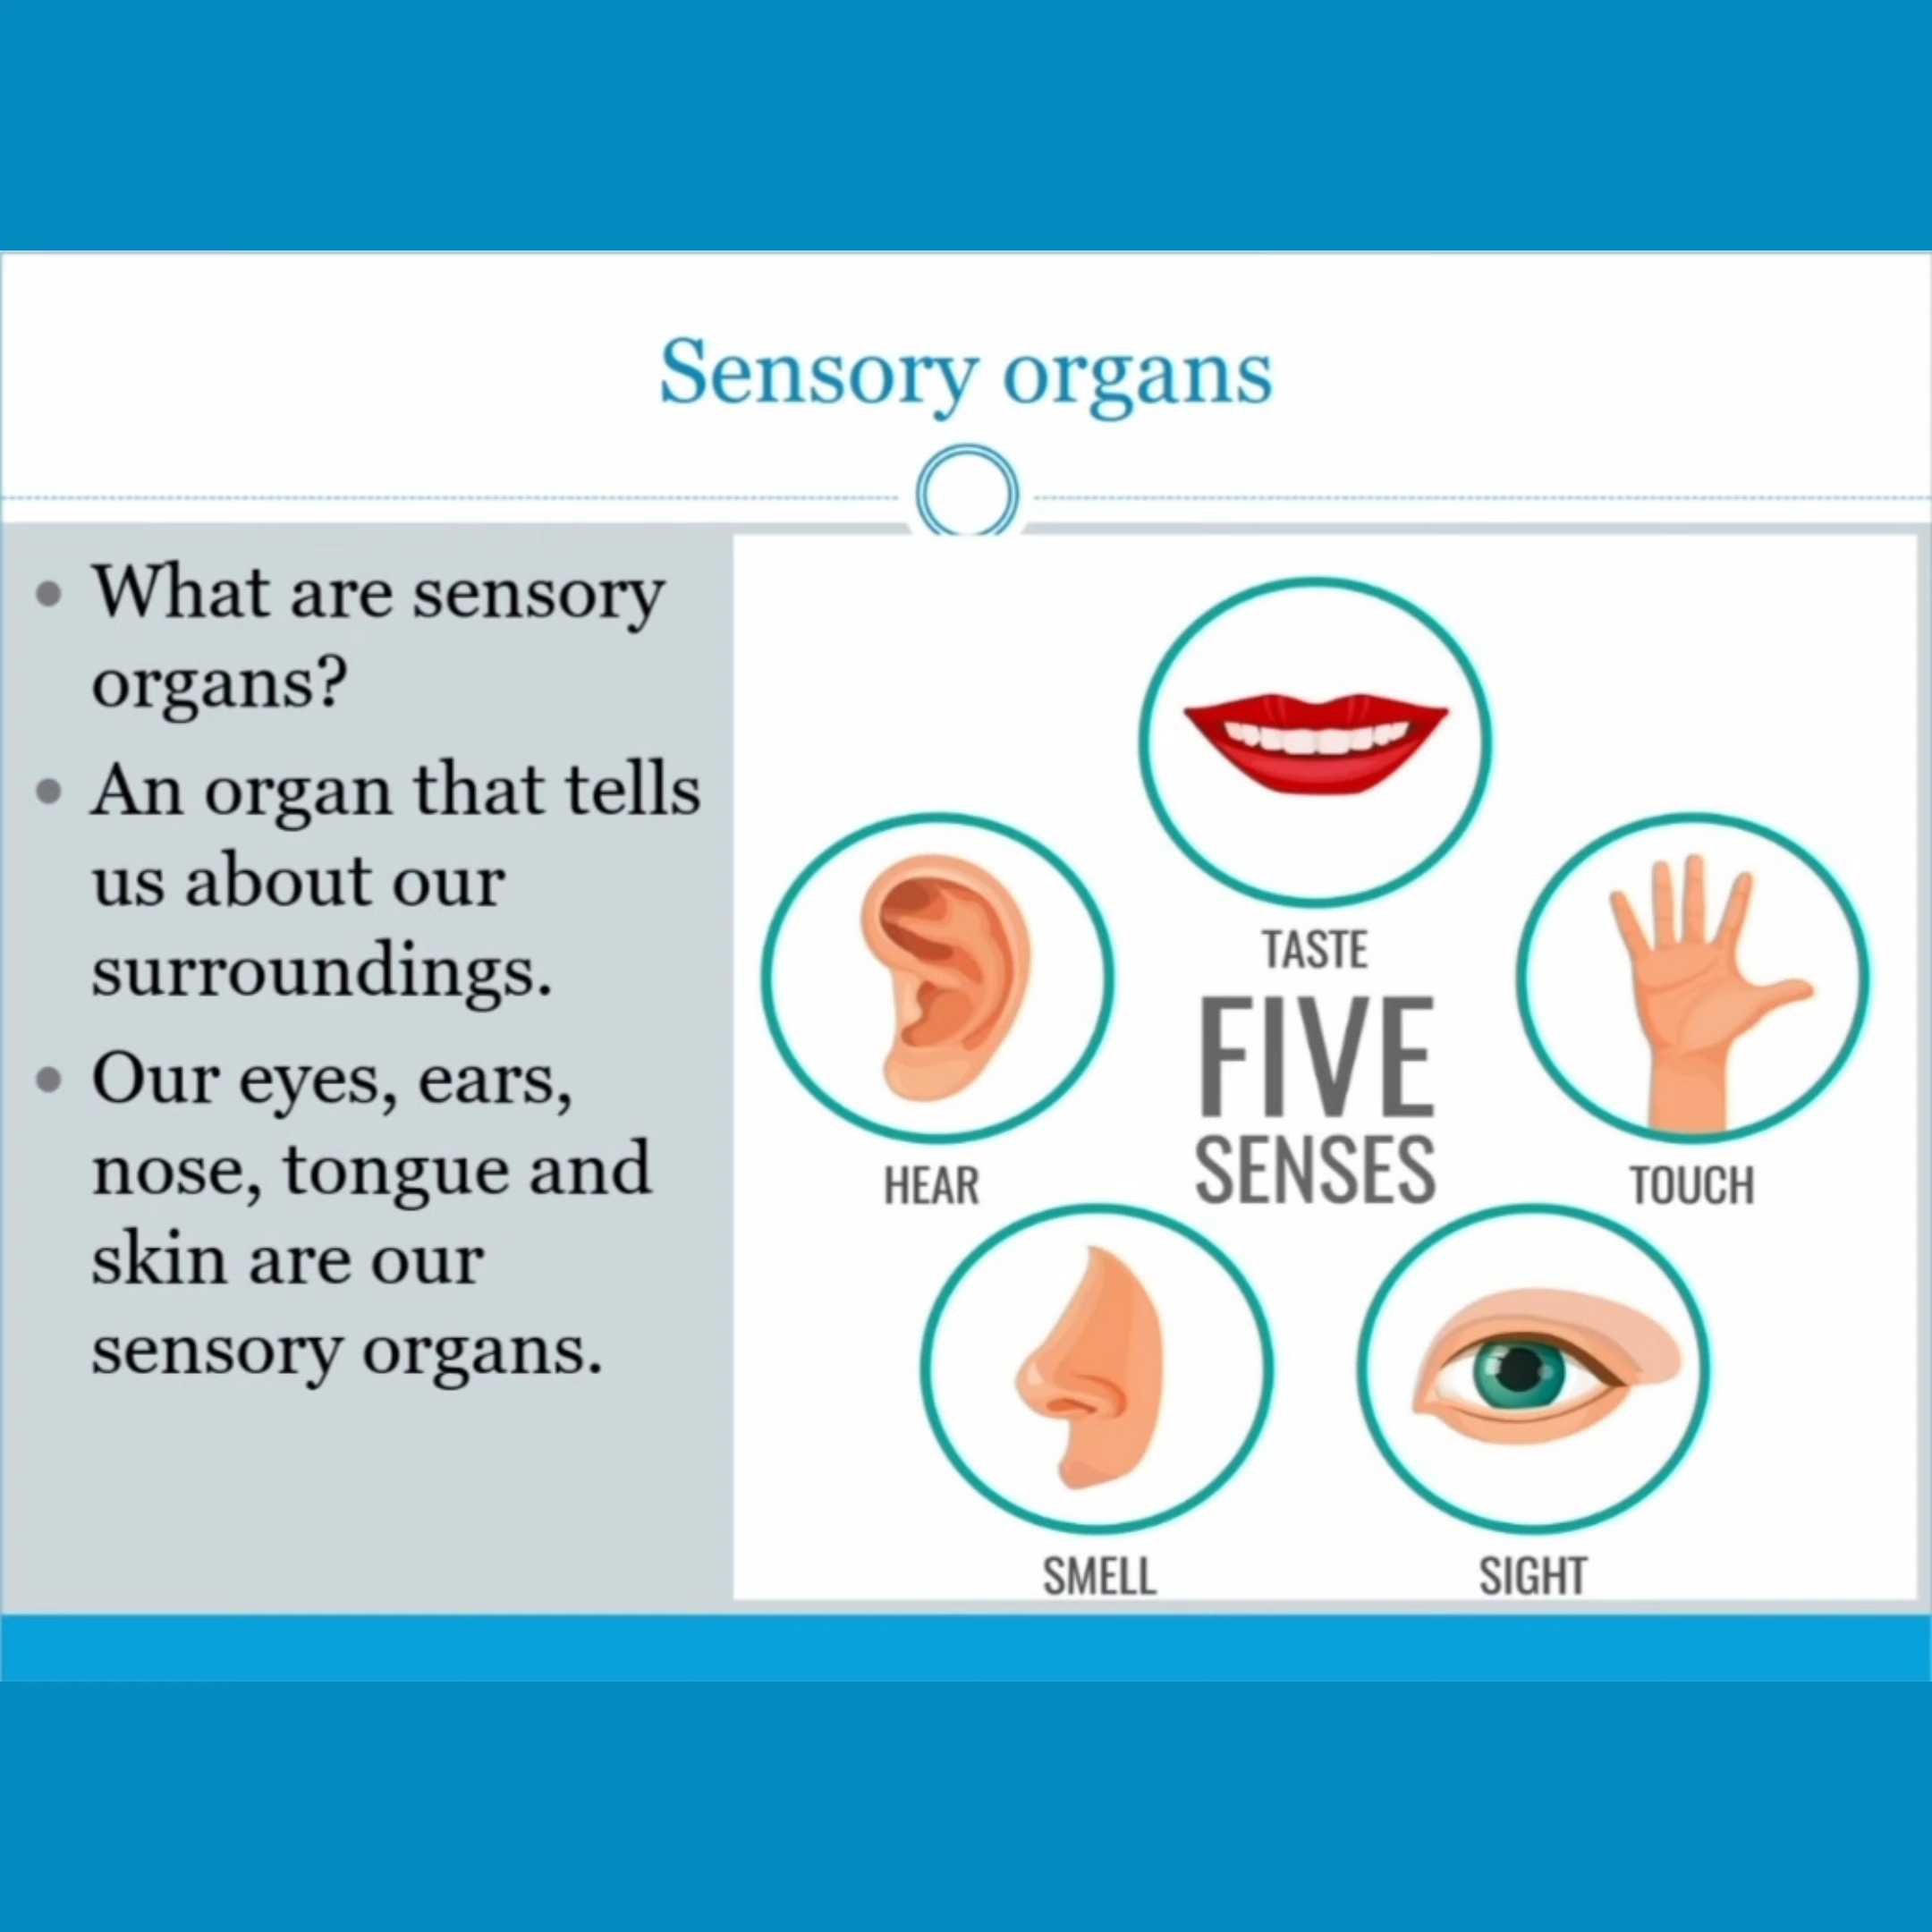 Sensory organs
What are sensory
organs?
An organ that tells
us about our
surroundings.
Our eyes, ears,
nose, tongue and
skin are our
sensory organs.
TASTE
FIVE
SENSES
HEAR
TOUCH
SMELL
SIGHT